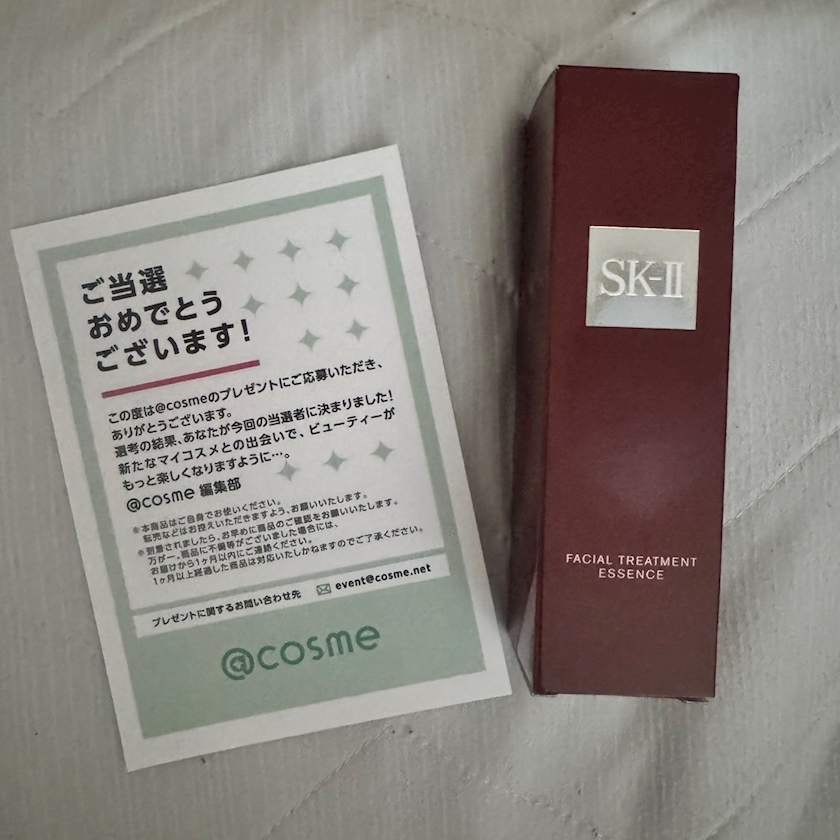 ご当選
おめでとう
ございます!
この度は@cosmeのプレゼントにご応募いただき、
ありがとうございます。
選考の結果、あなたが今回の当選者に決まりました!
新たなマイコスメとの出会いで、ビューティーが
もっと楽しくなりますように…。
@cosme 編集部
※本商品はご自身でお使いください。
転売などはお控えいただきますよう、お願いいたします。
※到着されましたら、お早めに商品のご確認をお願いいたします。
万が一、商品に不備等がございました場合には、
お届けから1ヶ月以内にご連絡ください。
1ヶ月以上経過した商品は対応いたしかねますのでご了承ください。
プレゼントに関するお問い合わせ先 event@cosme.net
@cosme
SK-II
FACIAL TREATMENT
ESSENCE